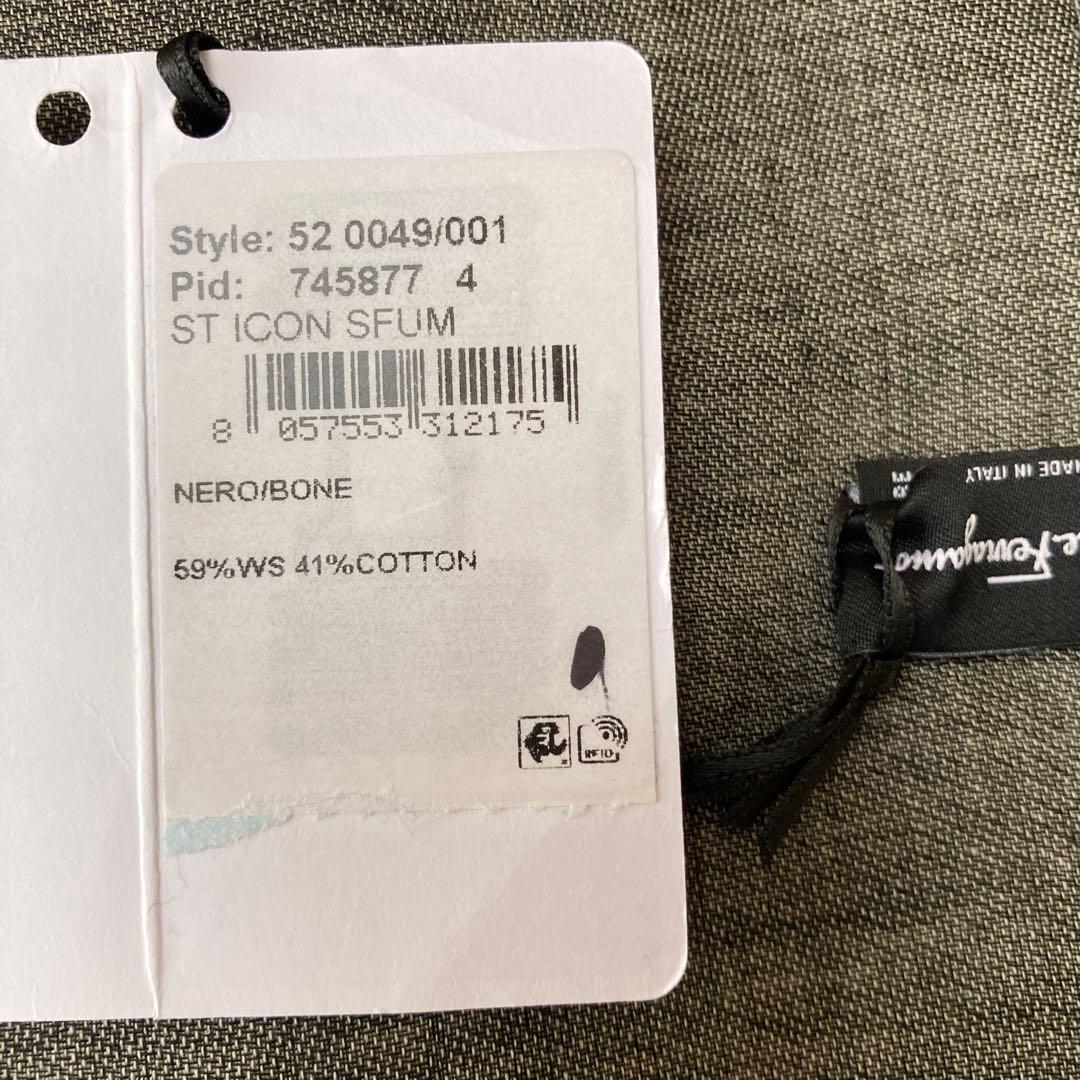 Style: 52 0049/001
Pid: 745877 4
ST ICON SFUM
8 057553 312175
NERO/BONE
59%WS 41%COTTON
RFID
MADE IN ITALY
Ferragamo